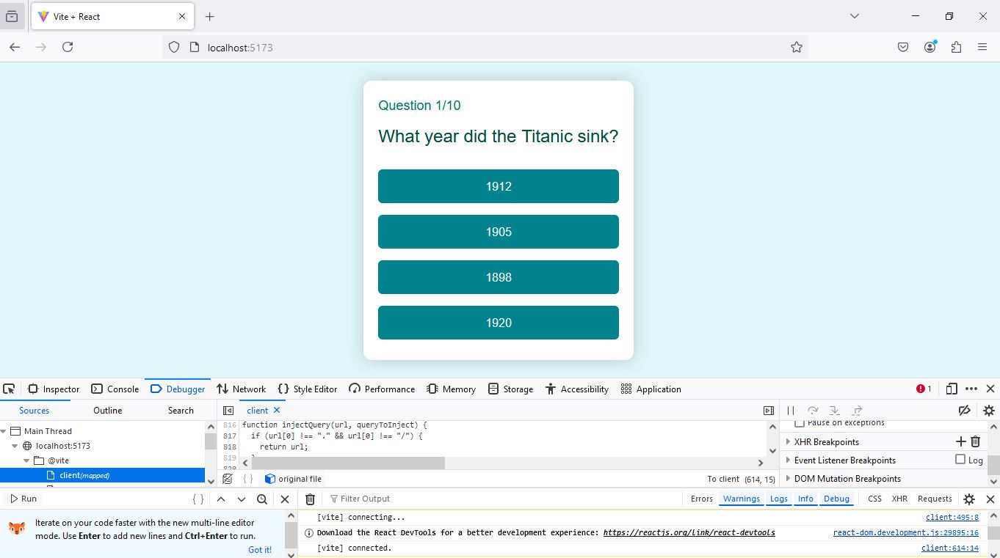 Vite + React
localhost:5173
Question 1/10
What year did the Titanic sink?
1912
1905
1898
1920
Inspector Console Debugger Network Style Editor Performance Memory Storage Accessibility Application 1
Sources Outline Search
client
Main Thread
localhost:5173
@vite
client(mapped)
816 function injectQuery(url, queryToInject) {
817 if (url[0] !== "." && url[0] !== "/") {
818 return url;
819 }
820
{ } original file To client (614, 15)
Pause on exceptions
XHR Breakpoints
Event Listener Breakpoints Log
DOM Mutation Breakpoints
Run { }
Filter Output Errors Warnings Logs Info Debug CSS XHR Requests
Iterate on your code faster with the new multi-line editor
mode. Use Enter to add new lines and Ctrl+Enter to run.
Got it!
[vite] connecting... client:495:8
Download the React DevTools for a better development experience: https://reactjs.org/link/react-devtools react-dom.development.js:29895:16
[vite] connected. client:614:14